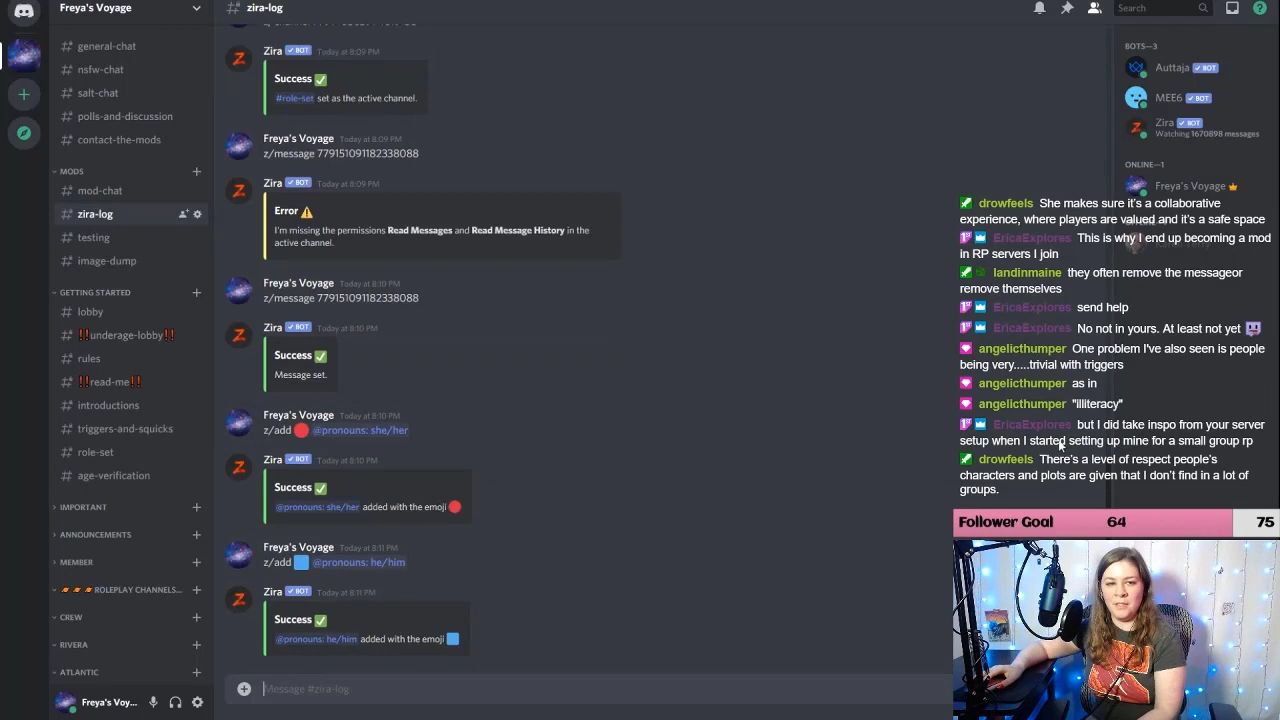 Freya's Voyage
general-chat
nsfw-chat
salt-chat
polls-and-discussion
contact-the-mods
MODS
mod-chat
zira-log
testing
image-dump
GETTING STARTED
lobby
‼underage-lobby‼
rules
‼read-me‼
introductions
triggers-and-squicks
role-set
age-verification
IMPORTANT
ANNOUNCEMENTS
MEMBER
ROLEPLAY CHANNELS...
CREW
RIVERA
ATLANTIC
Freya's Voy...
zira-log
Search
Zira BOT Today at 8:09 PM
Success ✅
#role-set set as the active channel.
Freya's Voyage Today at 8:09 PM
z/message 779151091182338088
Zira BOT Today at 8:09 PM
Error ⚠
I'm missing the permissions Read Messages and Read Message History in the
active channel.
Freya's Voyage Today at 8:10 PM
z/message 779151091182338088
Zira BOT Today at 8:10 PM
Success ✅
Message set.
Freya's Voyage Today at 8:10 PM
z/add 🔴 @pronouns: she/her
Zira BOT Today at 8:10 PM
Success ✅
@pronouns: she/her added with the emoji 🔴
Freya's Voyage Today at 8:11 PM
z/add 🟦 @pronouns: he/him
Zira BOT Today at 8:11 PM
Success ✅
@pronouns: he/him added with the emoji 🟦
Message #zira-log
BOTS—3
Auttaja BOT
MEE6 BOT
Zira BOT
Watching 1670898 messages
ONLINE—1
Freya's Voyage
drowfeels She makes sure it's a collaborative
experience, where players are valued and it's a safe space
EricaExplores This is why I end up becoming a mod
in RP servers I join
landinmaine they often remove the messageor
remove themselves
EricaExplores send help
EricaExplores No not in yours. At least not yet
angelicthumper One problem I've also seen is people
being very.....trivial with triggers
angelicthumper as in
angelicthumper "illiteracy"
EricaExplores but I did take inspo from your server
setup when I started setting up mine for a small group rp
drowfeels There's a level of respect people's
characters and plots are given that I don't find in a lot of
groups.
Follower Goal 64 75